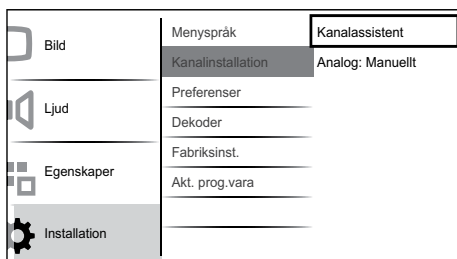 Bild
Ljud
Egenskaper
Installation
Menyspråk
Kanalinstallation
Preferenser
Dekoder
Fabriksinst.
Akt. prog.vara
Kanalassistent
Analog: Manuellt